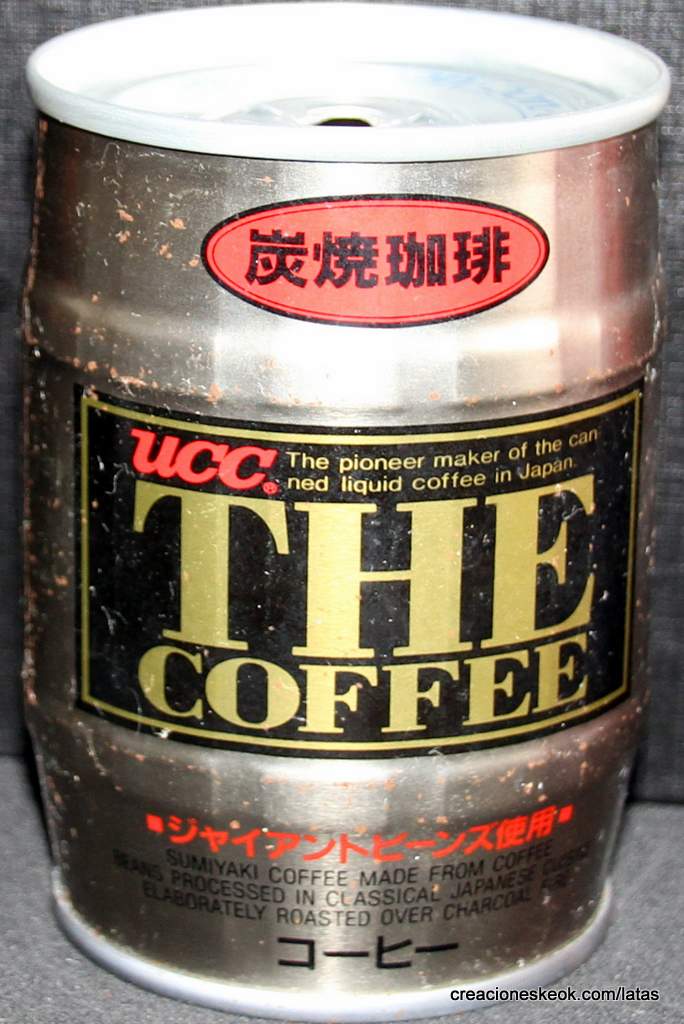 炭焼珈琲
UCC® The pioneer maker of the can
ned liquid coffee in Japan.
THE
COFFEE
■ジャイアントビーンズ使用■
SUMIYAKI COFFEE MADE FROM COFFEE
BEANS PROCESSED IN CLASSICAL JAPANESE
ELABORATELY ROASTED OVER CHARCOAL FIRE
コーヒー
creacioneskeok.com/latas